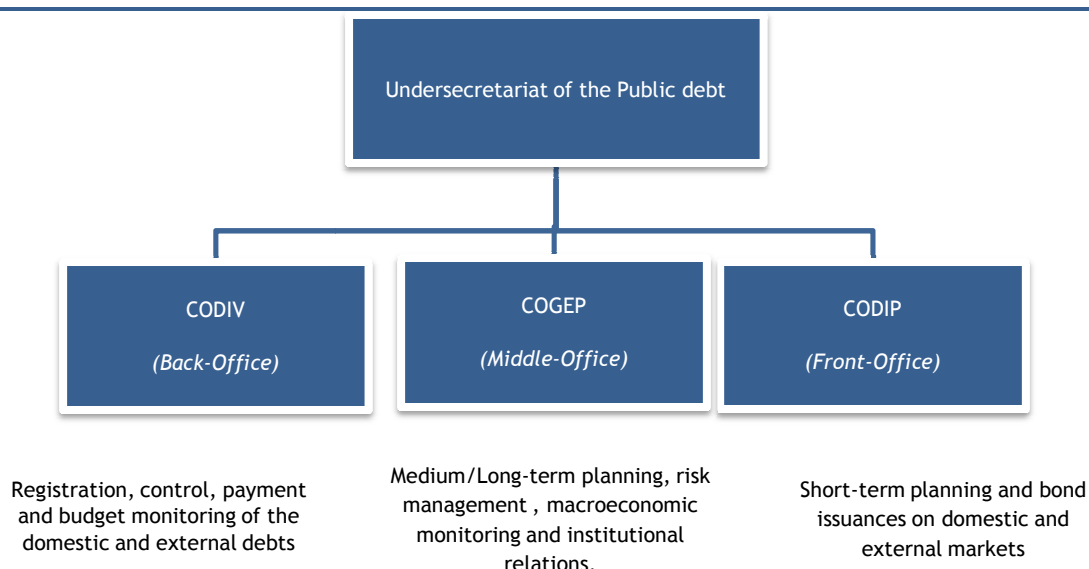 Undersecretariat of the Public debt
CODIV
(Back-Office)
COGEP
(Middle-Office)
CODIP
(Front-Office)
Registration, control, payment
and budget monitoring of the
domestic and external debts
Medium/Long-term planning, risk
management , macroeconomic
monitoring and institutional
relations.
Short-term planning and bond
issuances on domestic and
external markets